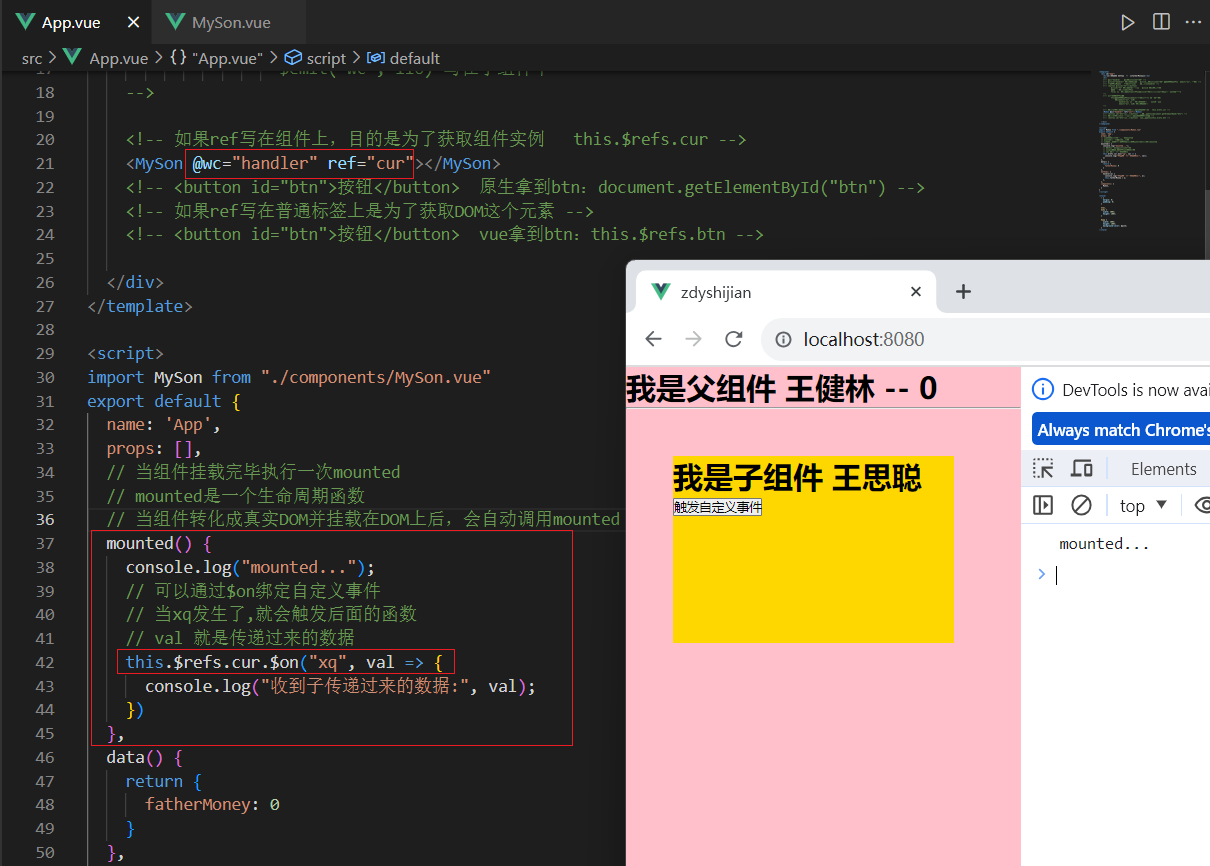 App.vue
MySon.vue
src > App.vue > {} "App.vue" > script > default
18 -->
19
20 <!-- 如果ref写在组件上，目的是为了获取组件实例   this.$refs.cur -->
21 <MySon @wc="handler" ref="cur"></MySon>
22 <!-- <button id="btn">按钮</button>  原生拿到btn：document.getElementById("btn") -->
23 <!-- 如果ref写在普通标签上是为了获取DOM这个元素 -->
24 <!-- <button id="btn">按钮</button>  vue拿到btn：this.$refs.btn -->
25
26 </div>
27 </template>
28
29 <script>
30 import MySon from "./components/MySon.vue"
31 export default {
32 name: 'App',
33 props: [],
34 // 当组件挂载完毕执行一次mounted
35 // mounted是一个生命周期函数
36 // 当组件转化成真实DOM并挂载在DOM上后，会自动调用mounted
37 mounted() {
38 console.log("mounted...");
39 // 可以通过$on绑定自定义事件
40 // 当xq发生了,就会触发后面的函数
41 // val 就是传递过来的数据
42 this.$refs.cur.$on("xq", val => {
43 console.log("收到子传递过来的数据:", val);
44 })
45 },
46 data() {
47 return {
48 fatherMoney: 0
49 }
50 },
zdyshijian
localhost:8080
我是父组件 王健林 -- 0
我是子组件 王思聪
触发自定义事件
DevTools is now avai
Always match Chrome's
Elements
top
mounted...